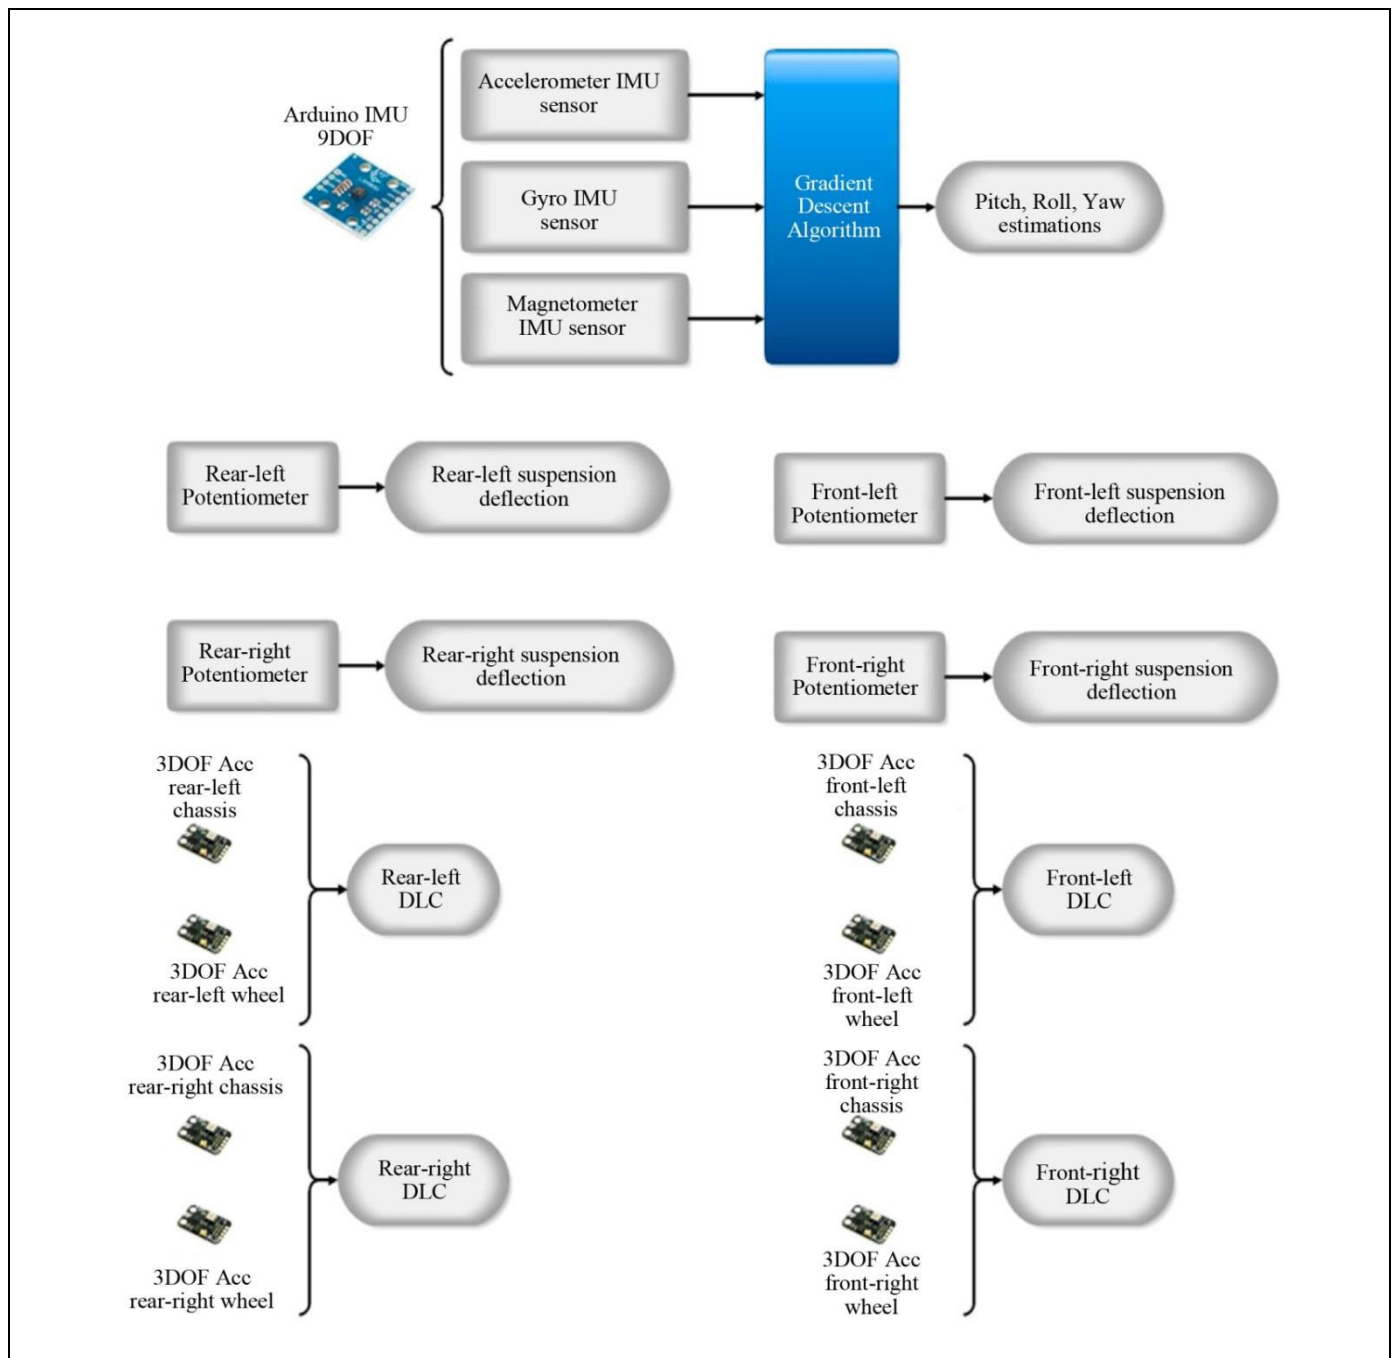 Arduino IMU
9DOF
Accelerometer IMU
sensor
Gyro IMU
sensor
Magnetometer
IMU sensor
Gradient
Descent
Algorithm
Pitch, Roll, Yaw
estimations
Rear-left
Potentiometer
Rear-left suspension
deflection
Front-left
Potentiometer
Front-left suspension
deflection
Rear-right
Potentiometer
Rear-right suspension
deflection
Front-right
Potentiometer
Front-right suspension
deflection
3DOF Acc
rear-left
chassis
3DOF Acc
rear-left wheel
Rear-left
DLC
3DOF Acc
front-left
chassis
3DOF Acc
front-left
wheel
Front-left
DLC
3DOF Acc
rear-right chassis
3DOF Acc
rear-right wheel
Rear-right
DLC
3DOF Acc
front-right
chassis
3DOF Acc
front-right
wheel
Front-right
DLC